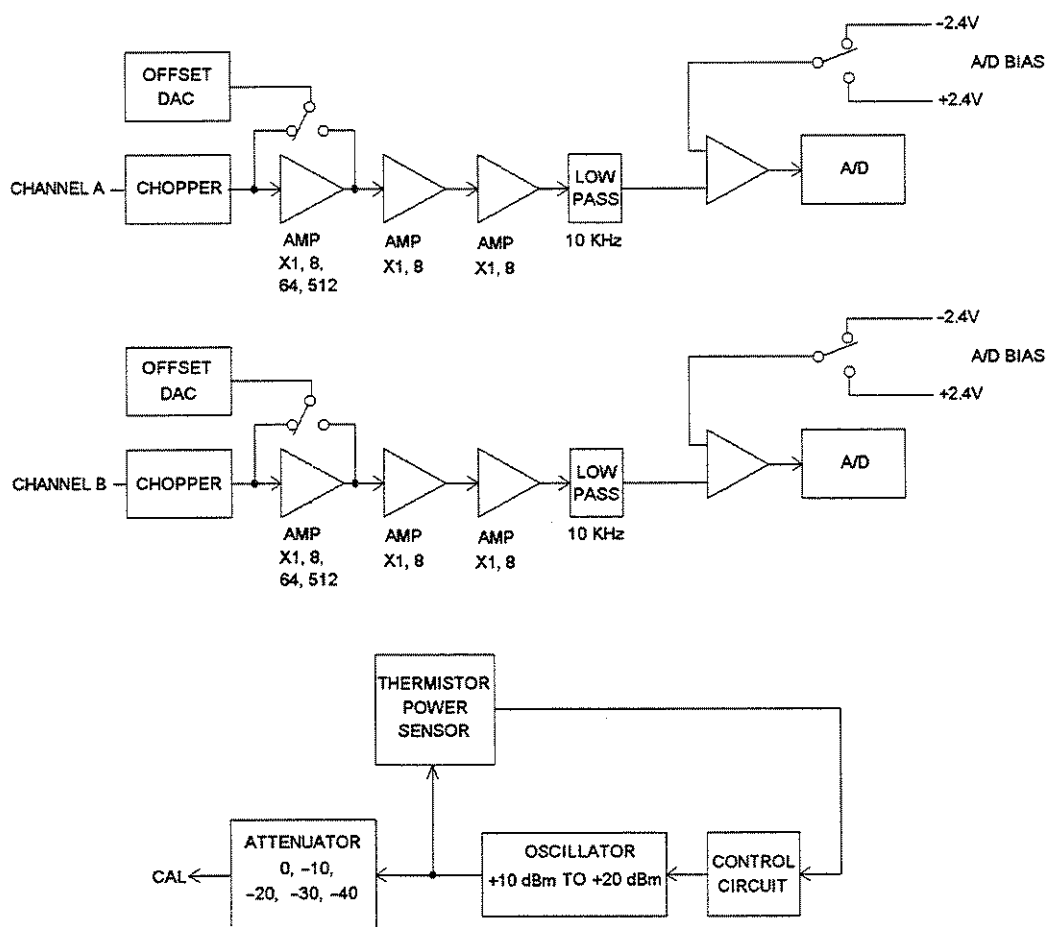 −2.4V
A/D BIAS
+2.4V
OFFSET
DAC
CHANNEL A
CHOPPER
LOW
PASS
A/D
10 KHz
AMP
X1, 8,
64, 512
AMP
X1, 8
AMP
X1, 8
−2.4V
A/D BIAS
+2.4V
OFFSET
DAC
CHANNEL B
CHOPPER
LOW
PASS
A/D
10 KHz
AMP
X1, 8,
64, 512
AMP
X1, 8
AMP
X1, 8
THERMISTOR
POWER
SENSOR
CAL
ATTENUATOR
0, −10,
−20, −30, −40
OSCILLATOR
+10 dBm TO +20 dBm
CONTROL
CIRCUIT